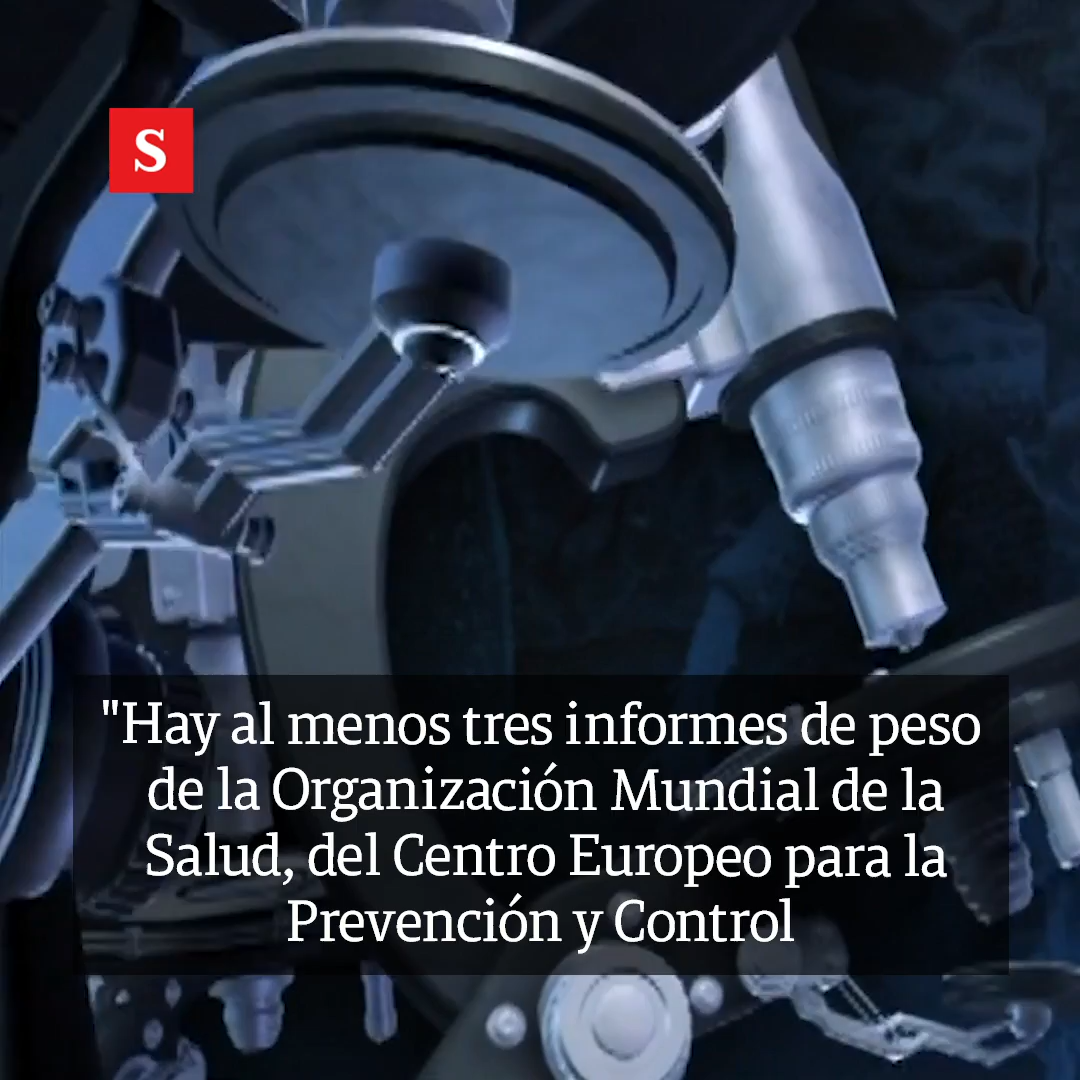 S
"Hay al menos tres informes de peso
de la Organización Mundial de la
Salud, del Centro Europeo para la
Prevención y Control